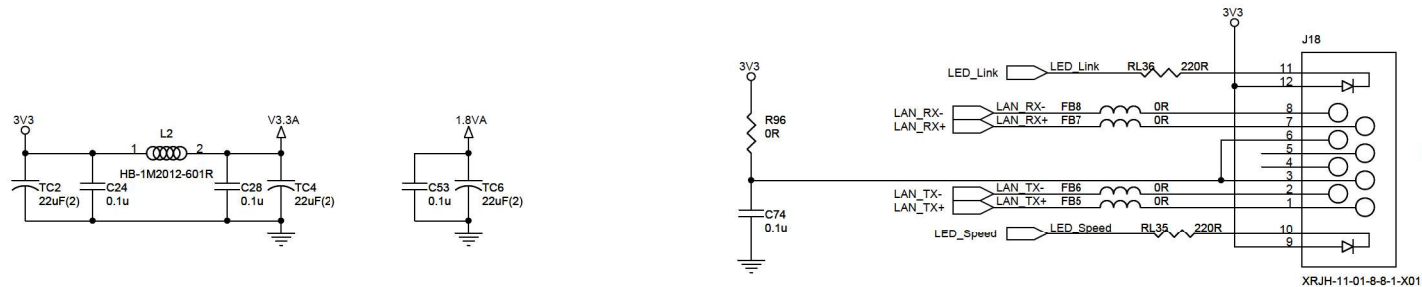 3V3
J18
LED_Link
LED_Link
RL36
220R
11
12
3V3
R96
0R
LAN_RX-
LAN_RX-
FB8
0R
8
LAN_RX+
LAN_RX+
FB7
0R
7
6
5
4
3
LAN_TX-
LAN_TX-
FB6
0R
2
LAN_TX+
LAN_TX+
FB5
0R
1
C74
0.1u
LED_Speed
LED_Speed
RL35
220R
10
9
XRJH-11-01-8-8-1-X01
3V3
L2
V3.3A
1
2
HB-1M2012-601R
TC2
22uF(2)
C24
0.1u
C28
0.1u
TC4
22uF(2)
1.8VA
C53
0.1u
TC6
22uF(2)